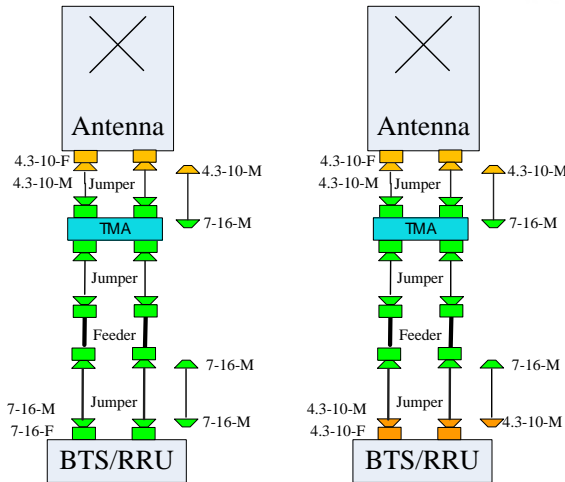 Antenna
4.3-10-F
4.3-10-M
Jumper
4.3-10-M
7-16-M
TMA
Jumper
Feeder
7-16-M
7-16-M
Jumper
7-16-M
7-16-F
BTS/RRU
Antenna
4.3-10-F
4.3-10-M
Jumper
4.3-10-M
7-16-M
TMA
Jumper
Feeder
7-16-M
4.3-10-M
Jumper
4.3-10-M
4.3-10-F
BTS/RRU